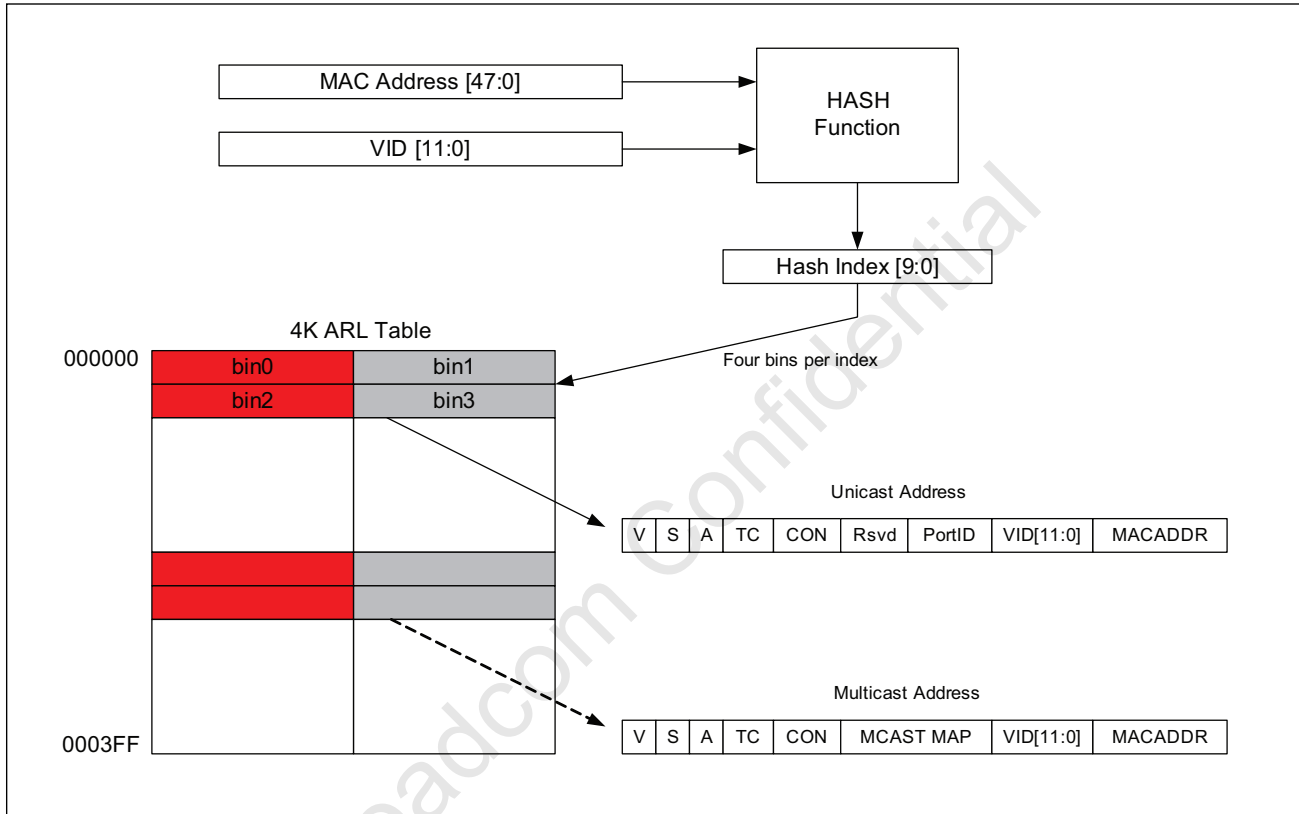 MAC Address [47:0]
HASH
Function
VID [11:0]
Hash Index [9:0]
4K ARL Table
000000
bin0
bin1
Four bins per index
bin2
bin3
Unicast Address
V S A TC CON Rsvd PortID VID[11:0] MACADDR
Multicast Address
V S A TC CON MCAST MAP VID[11:0] MACADDR
0003FF
adcom Confidential